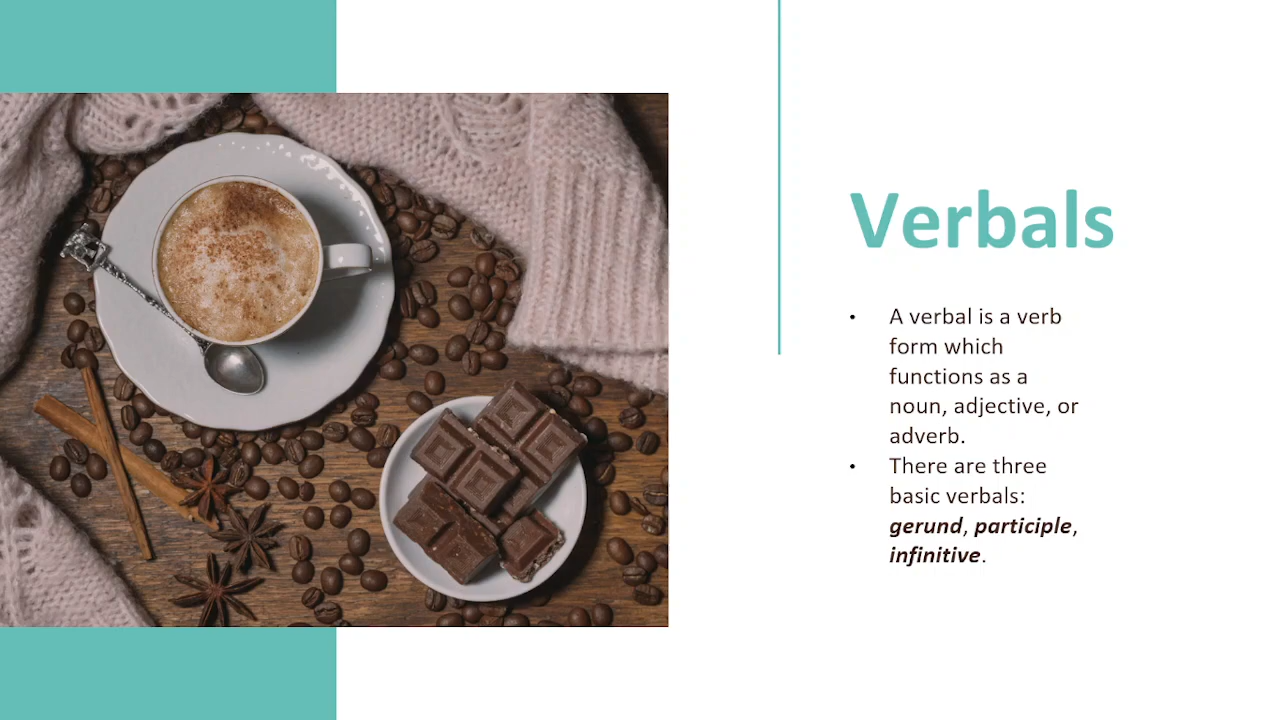 Verbals
• A verbal is a verb
form which
functions as a
noun, adjective, or
adverb.
• There are three
basic verbals:
gerund, participle,
infinitive.